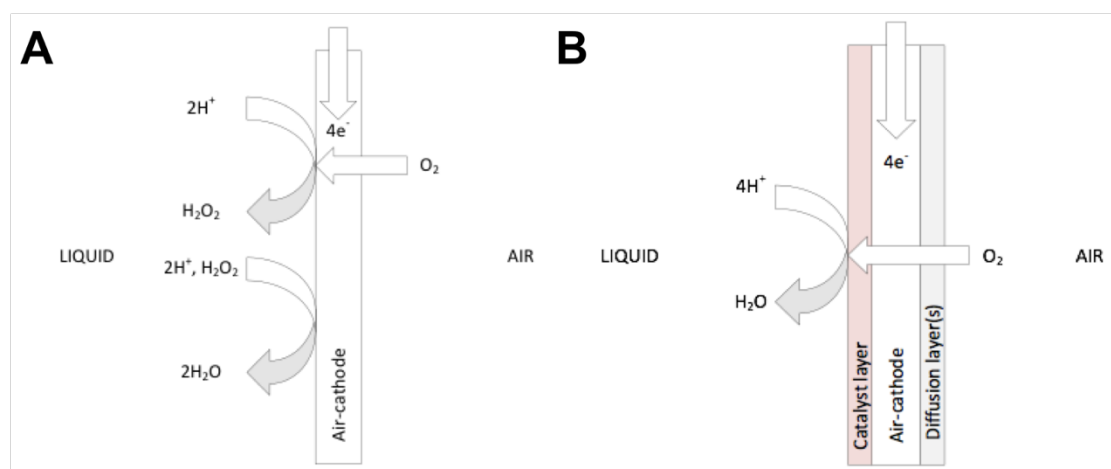 A
2H⁺
4e⁻
O₂
H₂O₂
LIQUID
2H⁺, H₂O₂
AIR
2H₂O
Air-cathode
B
4e⁻
4H⁺
LIQUID
O₂
AIR
H₂O
Catalyst layer
Air-cathode
Diffusion layer(s)